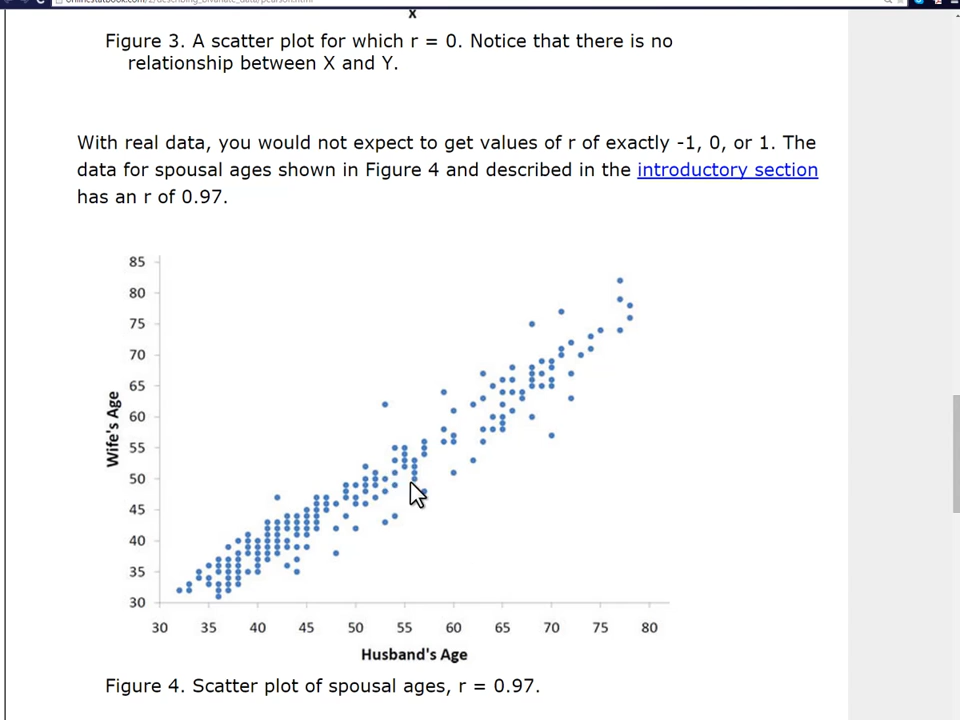 x
Figure 3. A scatter plot for which r = 0. Notice that there is no
relationship between X and Y.
With real data, you would not expect to get values of r of exactly -1, 0, or 1. The
data for spousal ages shown in Figure 4 and described in the introductory section
has an r of 0.97.
85
80
75
70
65
60
55
50
45
40
35
30
Wife's Age
30 35 40 45 50 55 60 65 70 75 80
Husband's Age
Figure 4. Scatter plot of spousal ages, r = 0.97.